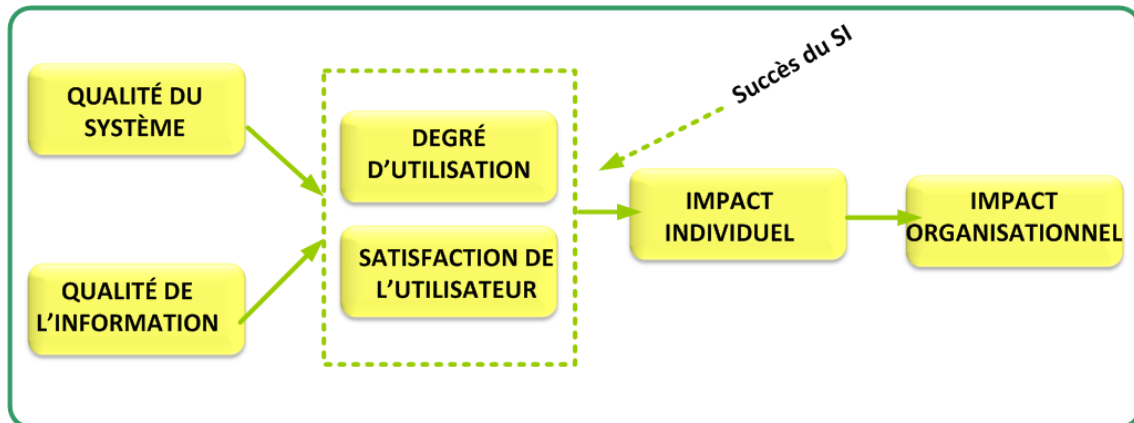 QUALITÉ DU
SYSTÈME
QUALITÉ DE
L'INFORMATION
DEGRÉ
D'UTILISATION
SATISFACTION DE
L'UTILISATEUR
Succès du SI
IMPACT
INDIVIDUEL
IMPACT
ORGANISATIONNEL